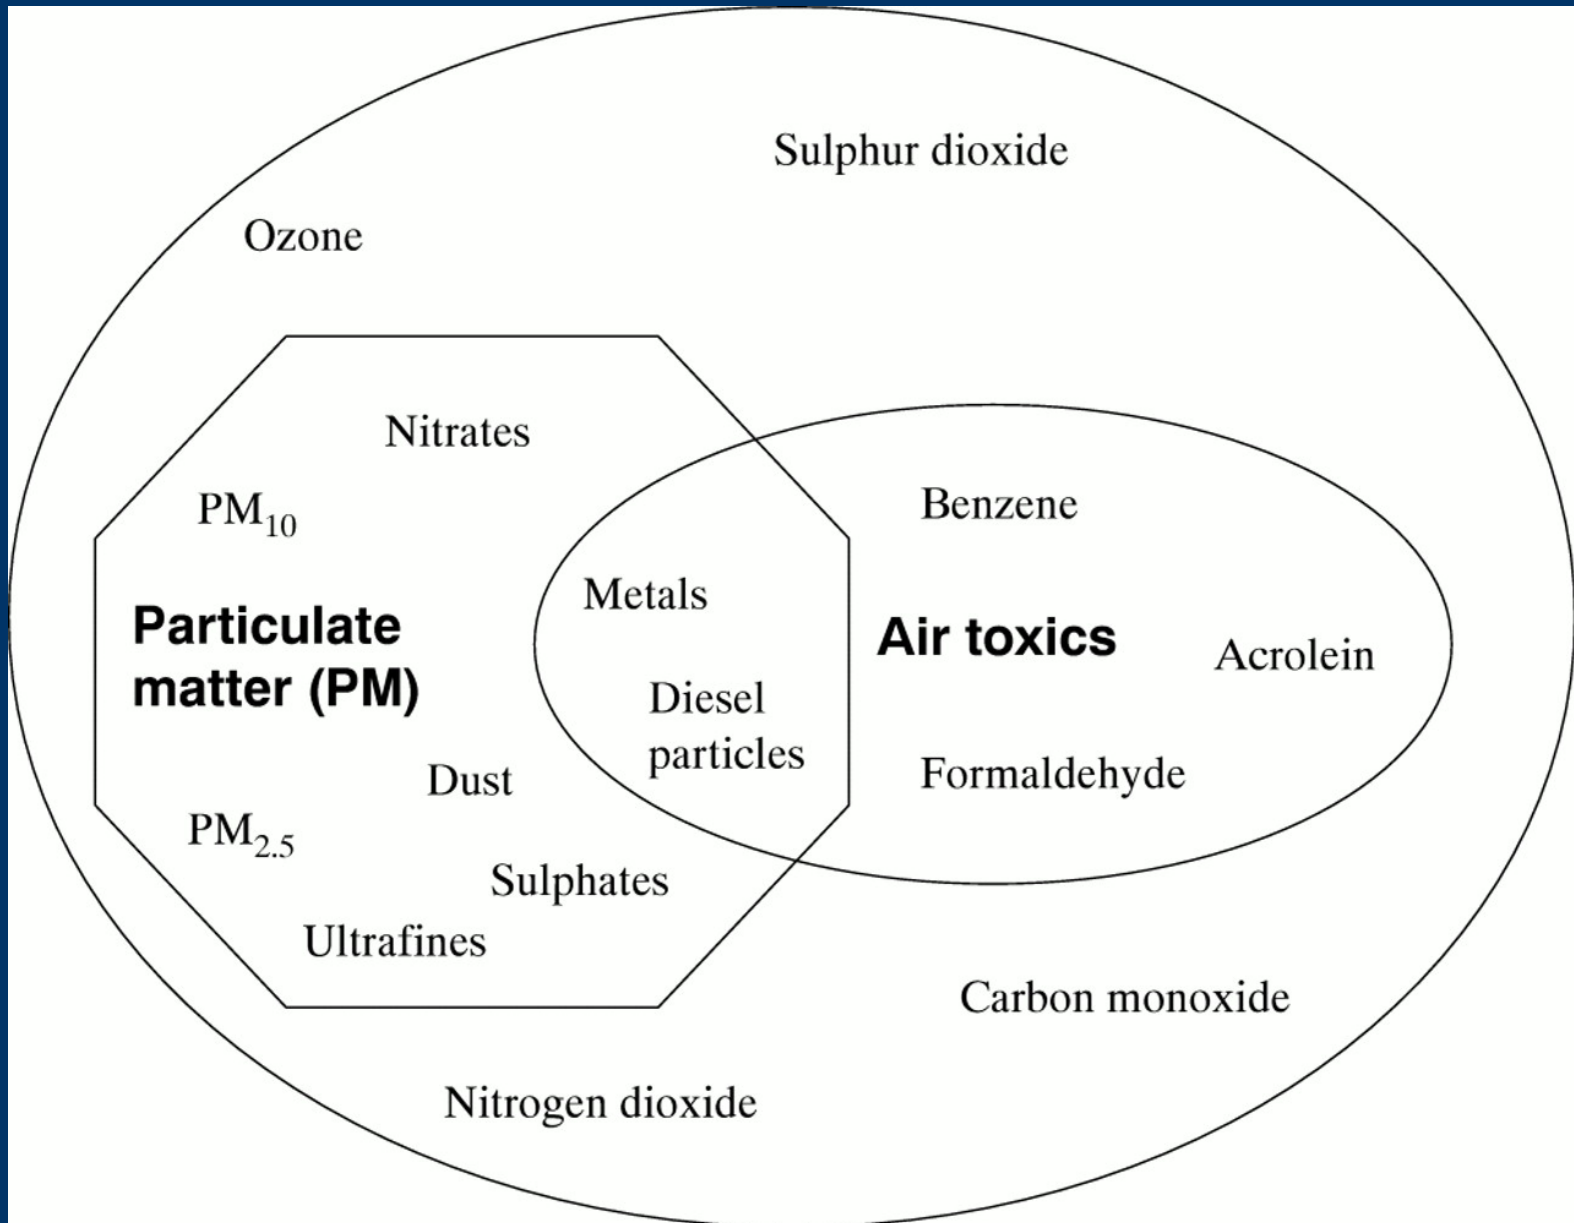 Sulphur dioxide
Ozone
Nitrates
PM10
Benzene
Metals
Particulate
matter (PM)
Air toxics
Acrolein
Diesel
particles
Dust
Formaldehyde
PM2.5
Sulphates
Ultrafines
Carbon monoxide
Nitrogen dioxide